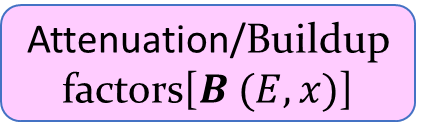 Attenuation/Buildup
factors[B (E, x)]